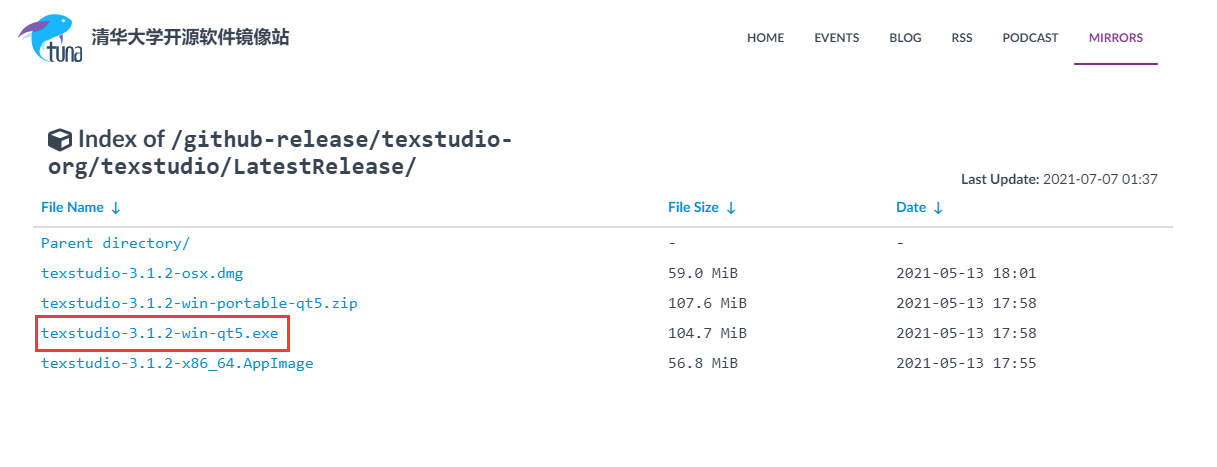 tuna 清华大学开源软件镜像站 HOME EVENTS BLOG RSS PODCAST MIRRORS
Index of /github-release/texstudio-
org/texstudio/LatestRelease/
Last Update: 2021-07-07 01:37
File Name ↓ File Size ↓ Date ↓
Parent directory/ - -
texstudio-3.1.2-osx.dmg 59.0 MiB 2021-05-13 18:01
texstudio-3.1.2-win-portable-qt5.zip 107.6 MiB 2021-05-13 17:58
texstudio-3.1.2-win-qt5.exe 104.7 MiB 2021-05-13 17:58
texstudio-3.1.2-x86_64.AppImage 56.8 MiB 2021-05-13 17:55